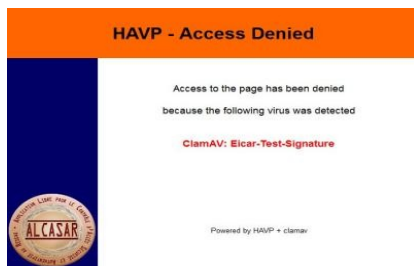 HAVP - Access Denied
Access to the page has been denied
because the following virus was detected
ClamAV: Eicar-Test-Signature
ALCASAR
Powered by HAVP + clamav